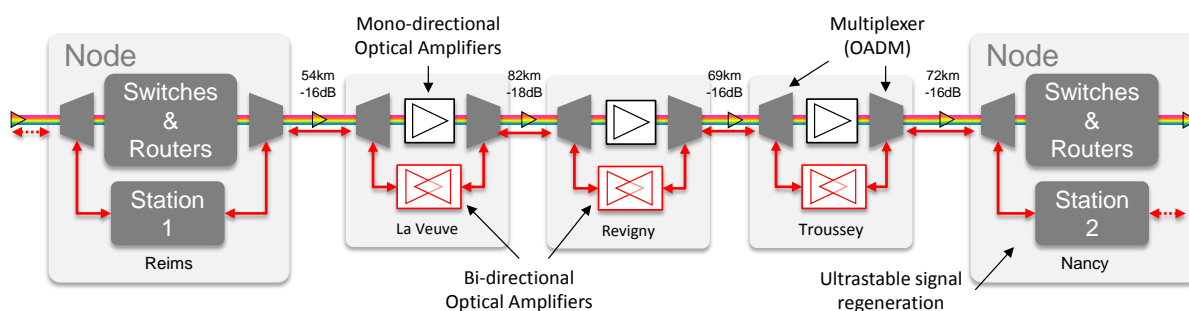 Mono-directional
Optical Amplifiers
Multiplexer
(OADM)
Node
Switches
&
Routers
Station
1
Reims
54km
-16dB
82km
-18dB
69km
-16dB
72km
-16dB
La Veuve
Revigny
Troussey
Node
Switches
&
Routers
Station
2
Nancy
Bi-directional
Optical Amplifiers
Ultrastable signal
regeneration